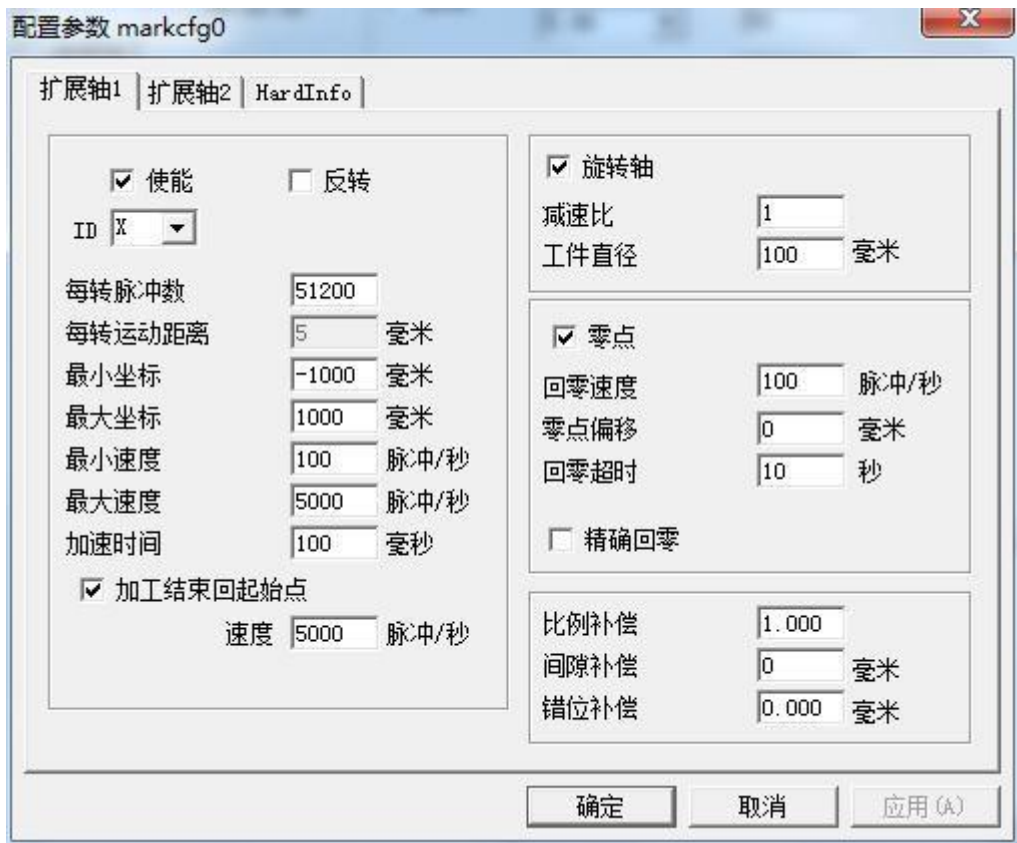 配置参数 markcfg0
扩展轴1 扩展轴2 HardInfo
使能 反转
ID X
每转脉冲数 51200
每转运动距离 5 毫米
最小坐标 -1000 毫米
最大坐标 1000 毫米
最小速度 100 脉冲/秒
最大速度 5000 脉冲/秒
加速时间 100 毫秒
加工结束回起始点
速度 5000 脉冲/秒
旋转轴
减速比 1
工件直径 100 毫米
零点
回零速度 100 脉冲/秒
零点偏移 0 毫米
回零超时 10 秒
精确回零
比例补偿 1.000
间隙补偿 0 毫米
错位补偿 0.000 毫米
确定 取消 应用(A)